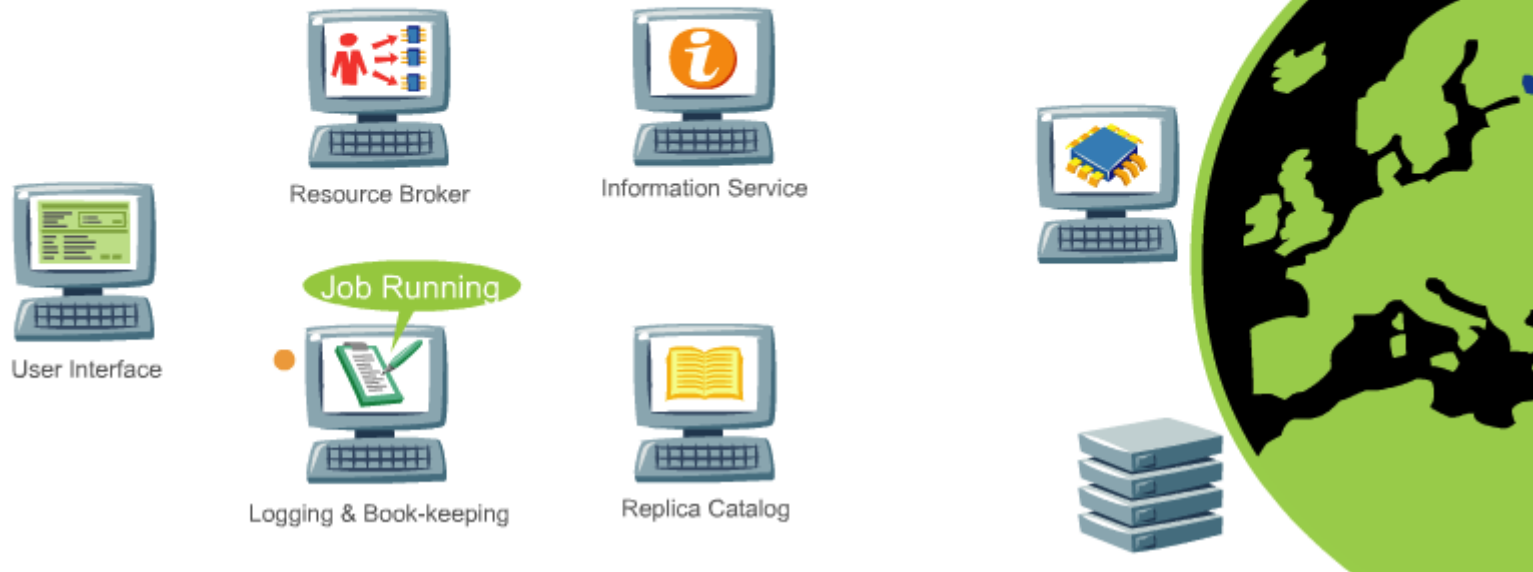 Resource Broker
Information Service
User Interface
Job Running
Logging & Book-keeping
Replica Catalog